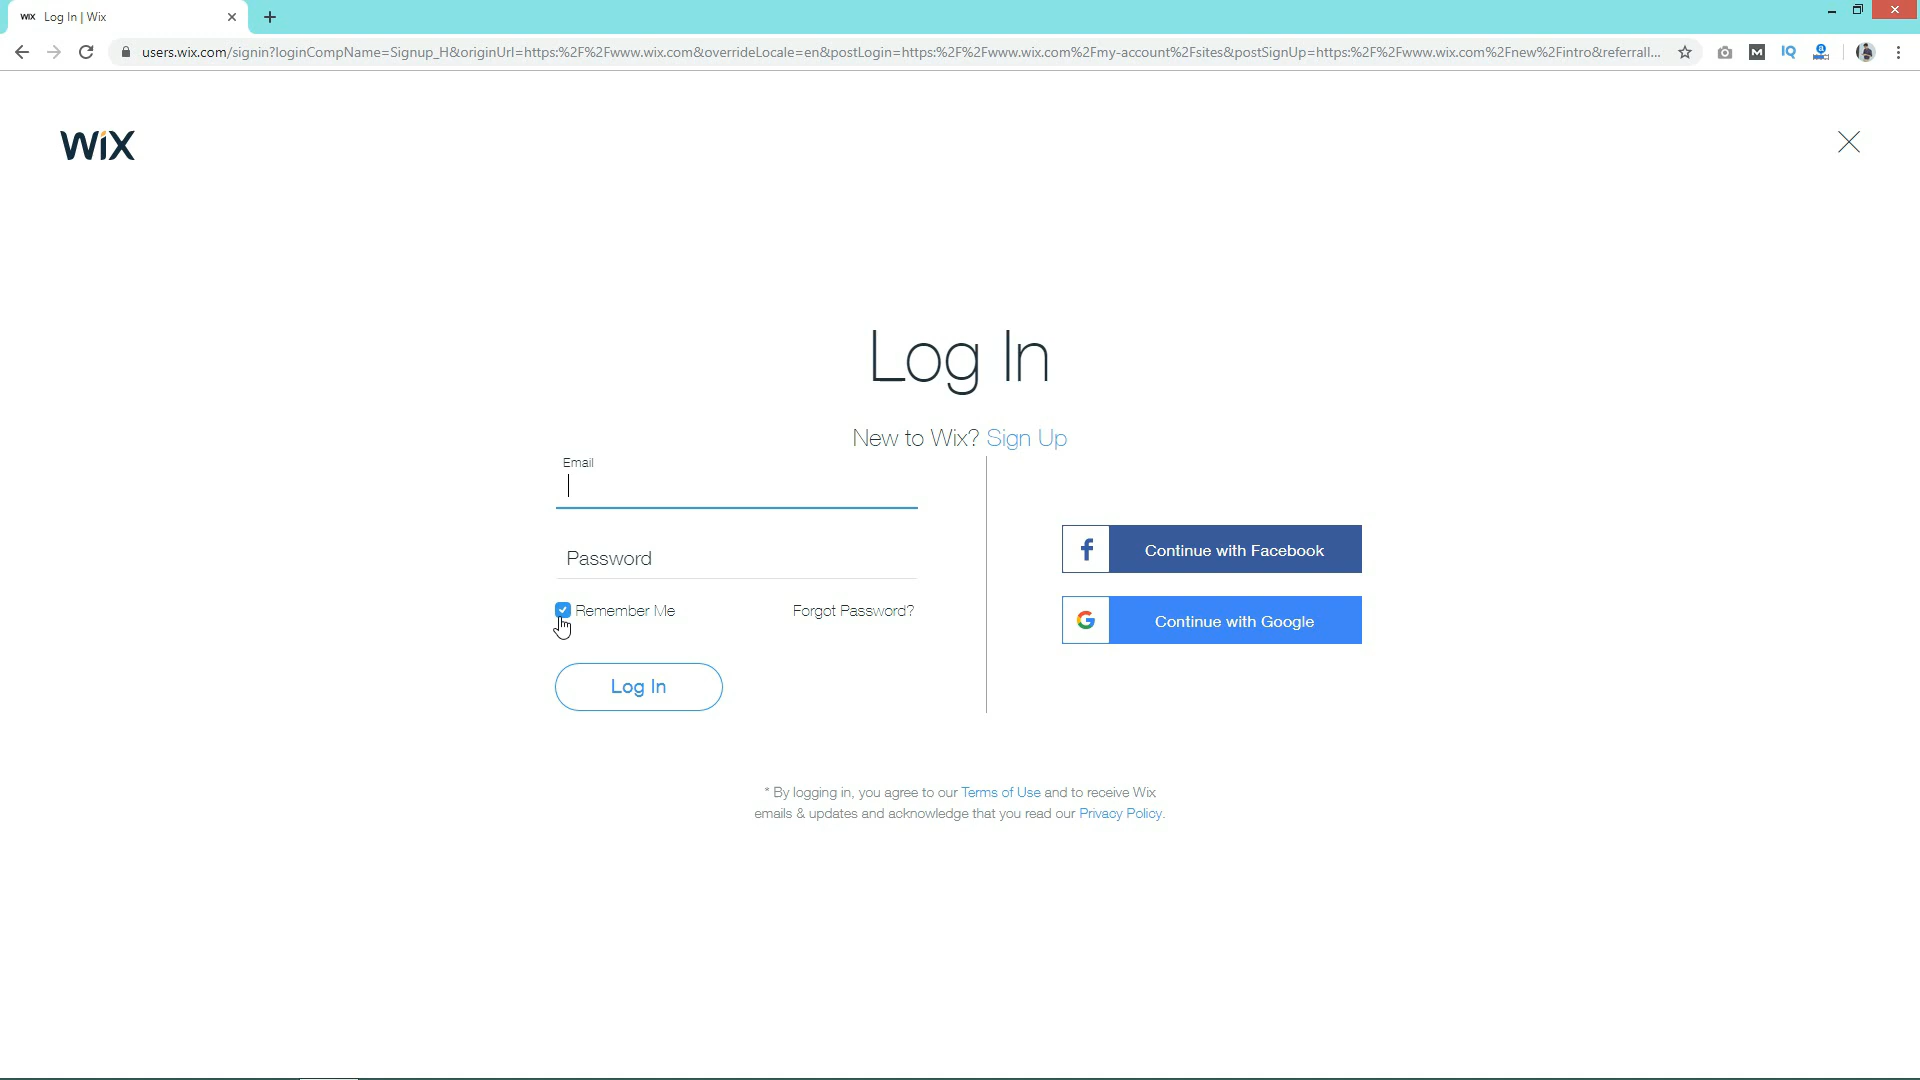 WiX Log In | Wix
users.wix.com/signin?loginCompName=Signup_H&originUrl=https:%2F%2Fwww.wix.com&overrideLocale=en&postLogin=https:%2F%2Fwww.wix.com%2Fmy-account%2Fsites&postSignUp=https:%2F%2Fwww.wix.com%2Fnew%2Fintro&referrall...
M IQ
WiX
Log In
New to Wix? Sign Up
Email
Password
Remember Me Forgot Password?
Log In
f Continue with Facebook
G Continue with Google
* By logging in, you agree to our Terms of Use and to receive Wix
emails & updates and acknowledge that you read our Privacy Policy.